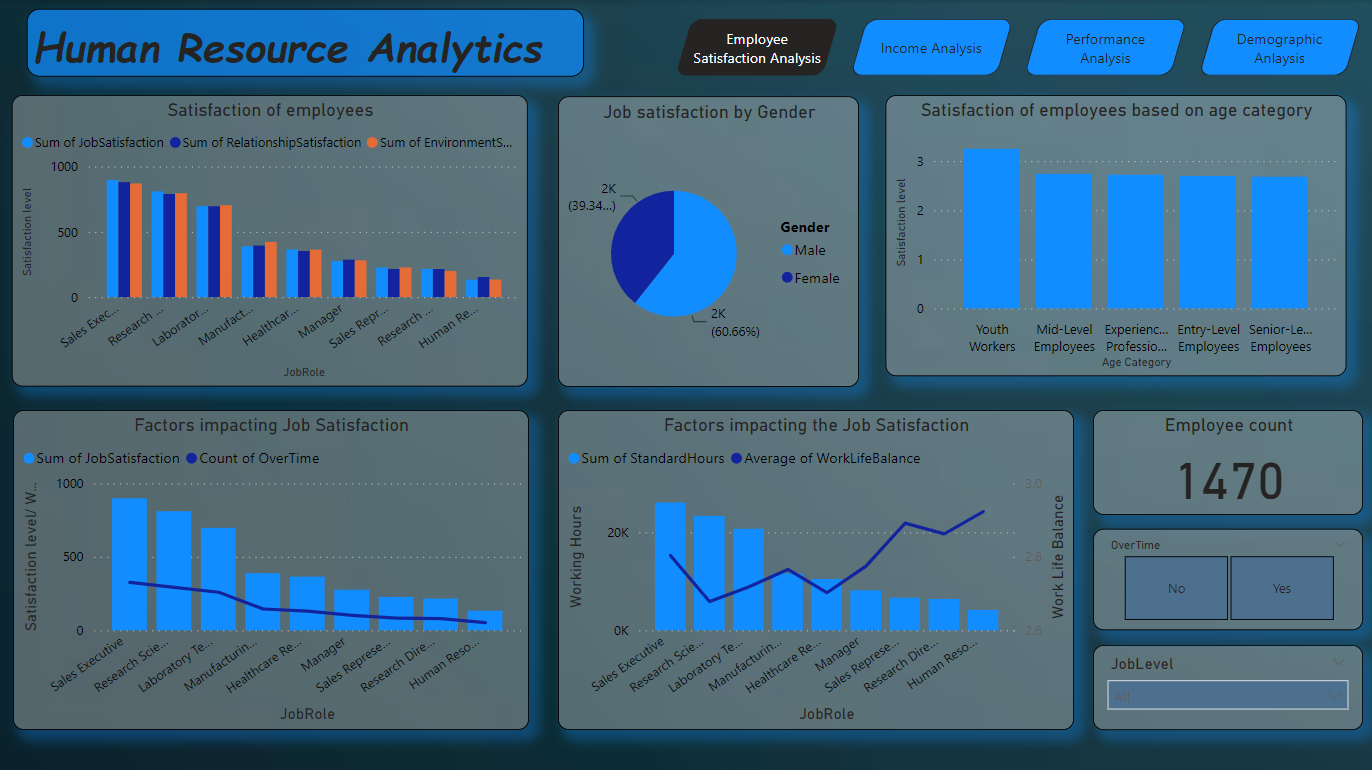 Human Resource Analytics
Employee
Satisfaction Analysis
Income Analysis
Performance
Analysis
Demographic
Anlaysis
Satisfaction of employees
Sum of JobSatisfaction
Sum of RelationshipSatisfaction
Sum of EnvironmentS...
Satisfaction level
1000
500
0
Sales Exec...
Research ...
Laborator...
Manufact...
Healthcar...
Manager
Sales Repr...
Research ...
Human Re...
JobRole
Job satisfaction by Gender
2K
(39.34...)
2K
(60.66%)
Gender
Male
Female
Satisfaction of employees based on age category
Satisfaction level
3
2
1
0
Youth
Workers
Mid-Level
Employees
Experienc...
Professio...
Entry-Level
Employees
Senior-Le...
Employees
Age Category
Factors impacting Job Satisfaction
Sum of JobSatisfaction
Count of OverTime
Satisfaction level/ W...
1000
500
0
Sales Executive
Research Scie...
Laboratory Te...
Manufacturin...
Healthcare Re...
Manager
Sales Represe...
Research Dire...
Human Reso...
JobRole
Factors impacting the Job Satisfaction
Sum of StandardHours
Average of WorkLifeBalance
Working Hours
20K
0K
3.0
2.8
2.6
Work Life Balance
Sales Executive
Research Scie...
Laboratory Te...
Manufacturin...
Healthcare Re...
Manager
Sales Represe...
Research Dire...
Human Reso...
JobRole
Employee count
1470
OverTime
No
Yes
JobLevel
All